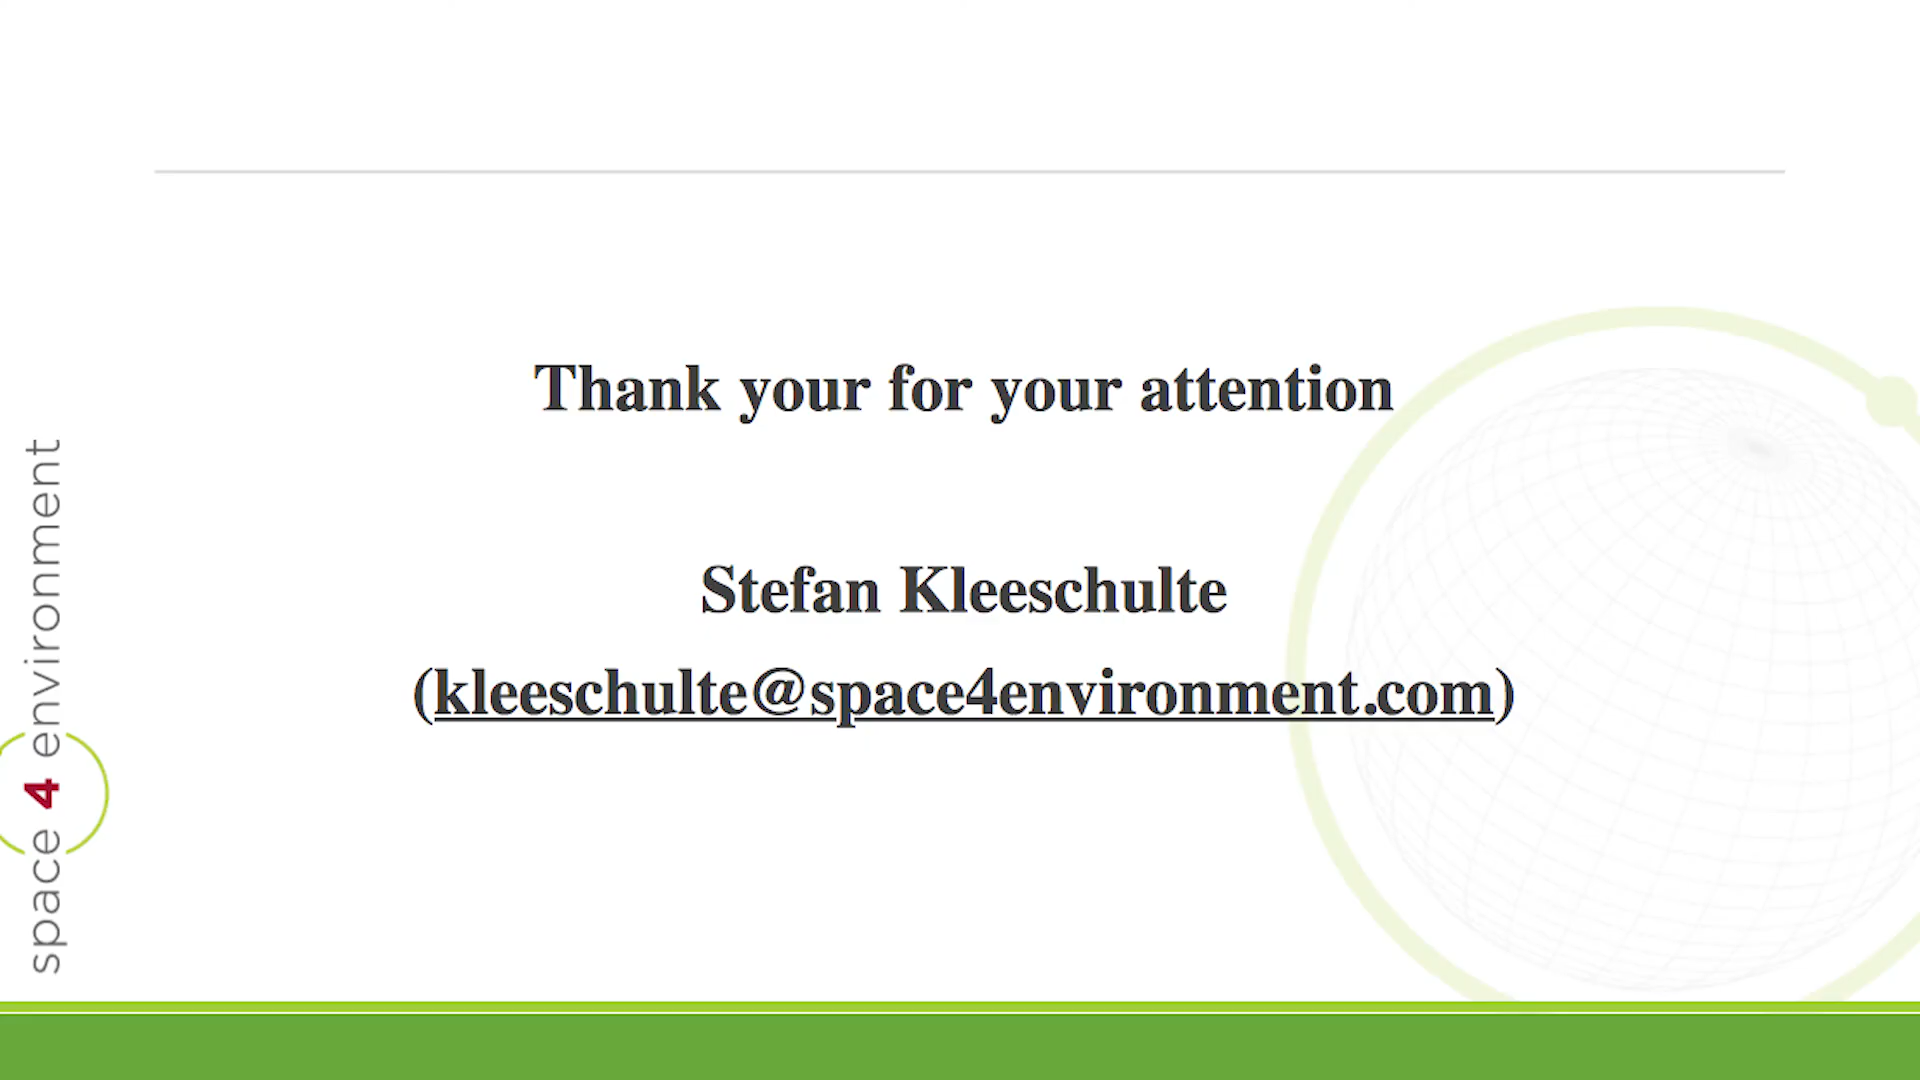 Thank your for your attention
Stefan Kleeschulte
(kleeschulte@space4environment.com)
space 4 environment